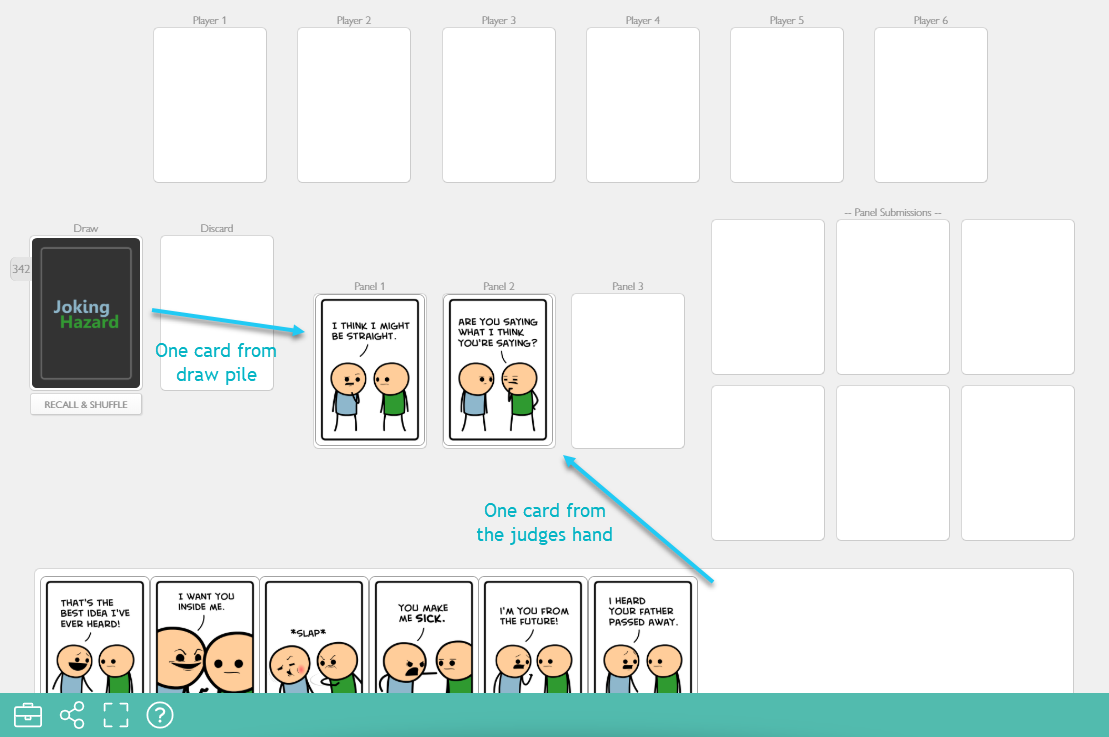 Player 1
Player 2
Player 3
Player 4
Player 5
Player 6
-- Panel Submissions --
Draw
Discard
342
Joking
Hazard
RECALL & SHUFFLE
One card from
draw pile
Panel 1
Panel 2
Panel 3
I THINK I MIGHT
BE STRAIGHT.
ARE YOU SAYING
WHAT I THINK
YOU'RE SAYING?
One card from
the judges hand
THAT'S THE
BEST IDEA I'VE
EVER HEARD!
I WANT YOU
INSIDE ME.
*SLAP*
YOU MAKE
ME SICK.
I'M YOU FROM
THE FUTURE!
I HEARD
YOUR FATHER
PASSED AWAY.
?